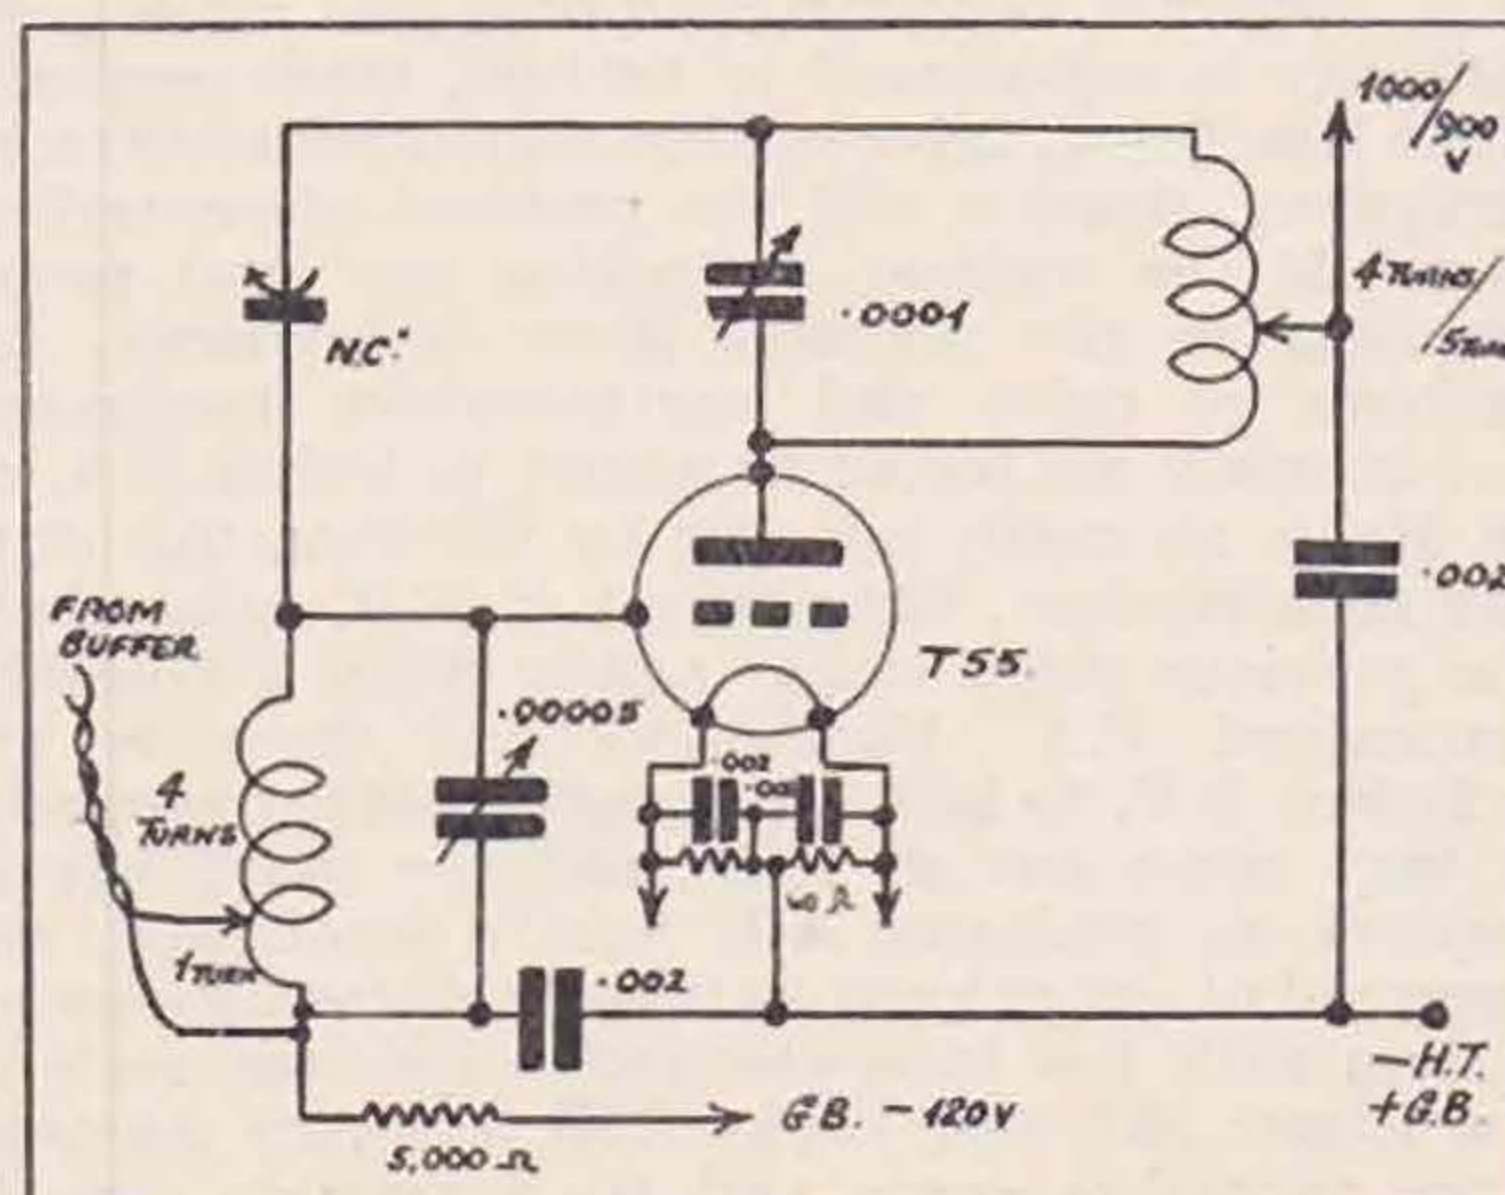 1000/
900
V
4 TURNS/
N.C.
.0001
.002
FROM
BUFFER
T55.
.00005
.002
4
TURNS
1 TURN
.002
-H.T.
+G.B.
G.B. -120V
5,000 Ω